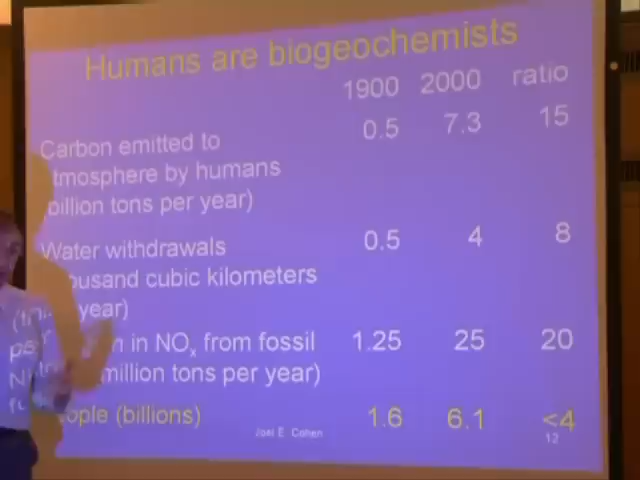 Humans are biogeochemists
1900 2000 ratio
Carbon emitted to 0.5 7.3 15
tmosphere by humans
billion tons per year)
Water withdrawals 0.5 4 8
ousand cubic kilometers
year)
n in NOx from fossil 1.25 25 20
million tons per year)
ople (billions) 1.6 6.1 <4
Joel E. Cohen 12